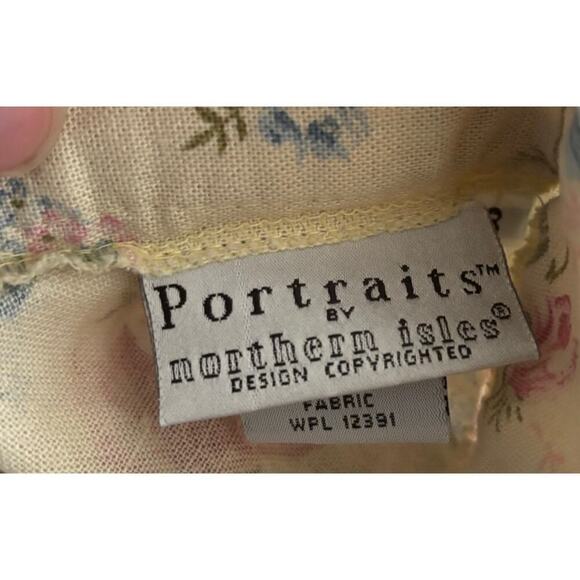 Portraits™
BY
northern isles®
DESIGN COPYRIGHTED
FABRIC
WPL 12391